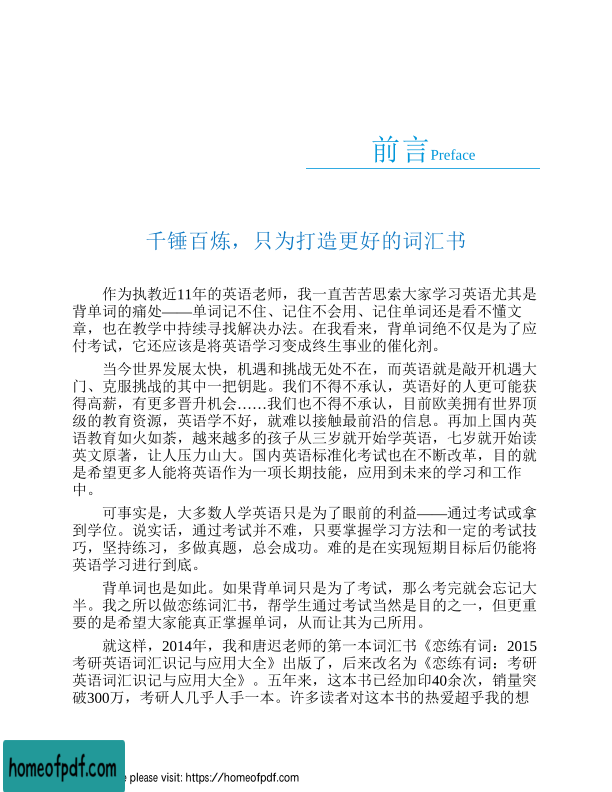 前言 Preface
千锤百炼，只为打造更好的词汇书
作为执教近11年的英语老师，我一直苦苦思索大家学习英语尤其是
背单词的痛处——单词记不住、记住不会用、记住单词还是看不懂文
章，也在教学中持续寻找解决办法。在我看来，背单词绝不仅是为了应
付考试，它还应该是将英语学习变成终生事业的催化剂。
当今世界发展太快，机遇和挑战无处不在，而英语就是敲开机遇大
门、克服挑战的其中一把钥匙。我们不得不承认，英语好的人更可能获
得高薪，有更多晋升机会……我们也不得不承认，目前欧美拥有世界顶
级的教育资源，英语学不好，就难以接触最前沿的信息。再加上国内英
语教育如火如荼，越来越多的孩子从三岁就开始学英语，七岁就开始读
英文原著，让人压力山大。国内英语标准化考试也在不断改革，目的就
是希望更多人能将英语作为一项长期技能，应用到未来的学习和工作
中。
可事实是，大多数人学英语只是为了眼前的利益——通过考试或拿
到学位。说实话，通过考试并不难，只要掌握学习方法和一定的考试技
巧，坚持练习，多做真题，总会成功。难的是在实现短期目标后仍能将
英语学习进行到底。
背单词也是如此。如果背单词只是为了考试，那么考完就会忘记大
半。我之所以做恋练词汇书，帮学生通过考试当然是目的之一，但更重
要的是希望大家能真正掌握单词，从而让其为己所用。
就这样，2014年，我和唐迟老师的第一本词汇书《恋练有词：2015
考研英语词汇识记与应用大全》出版了，后来改名为《恋练有词：考研
英语词汇识记与应用大全》。五年来，这本书已经加印40余次，销量突
破300万，考研人几乎人手一本。许多读者对这本书的热爱超乎我的想
homeofpdf.com
e please visit: https://homeofpdf.com